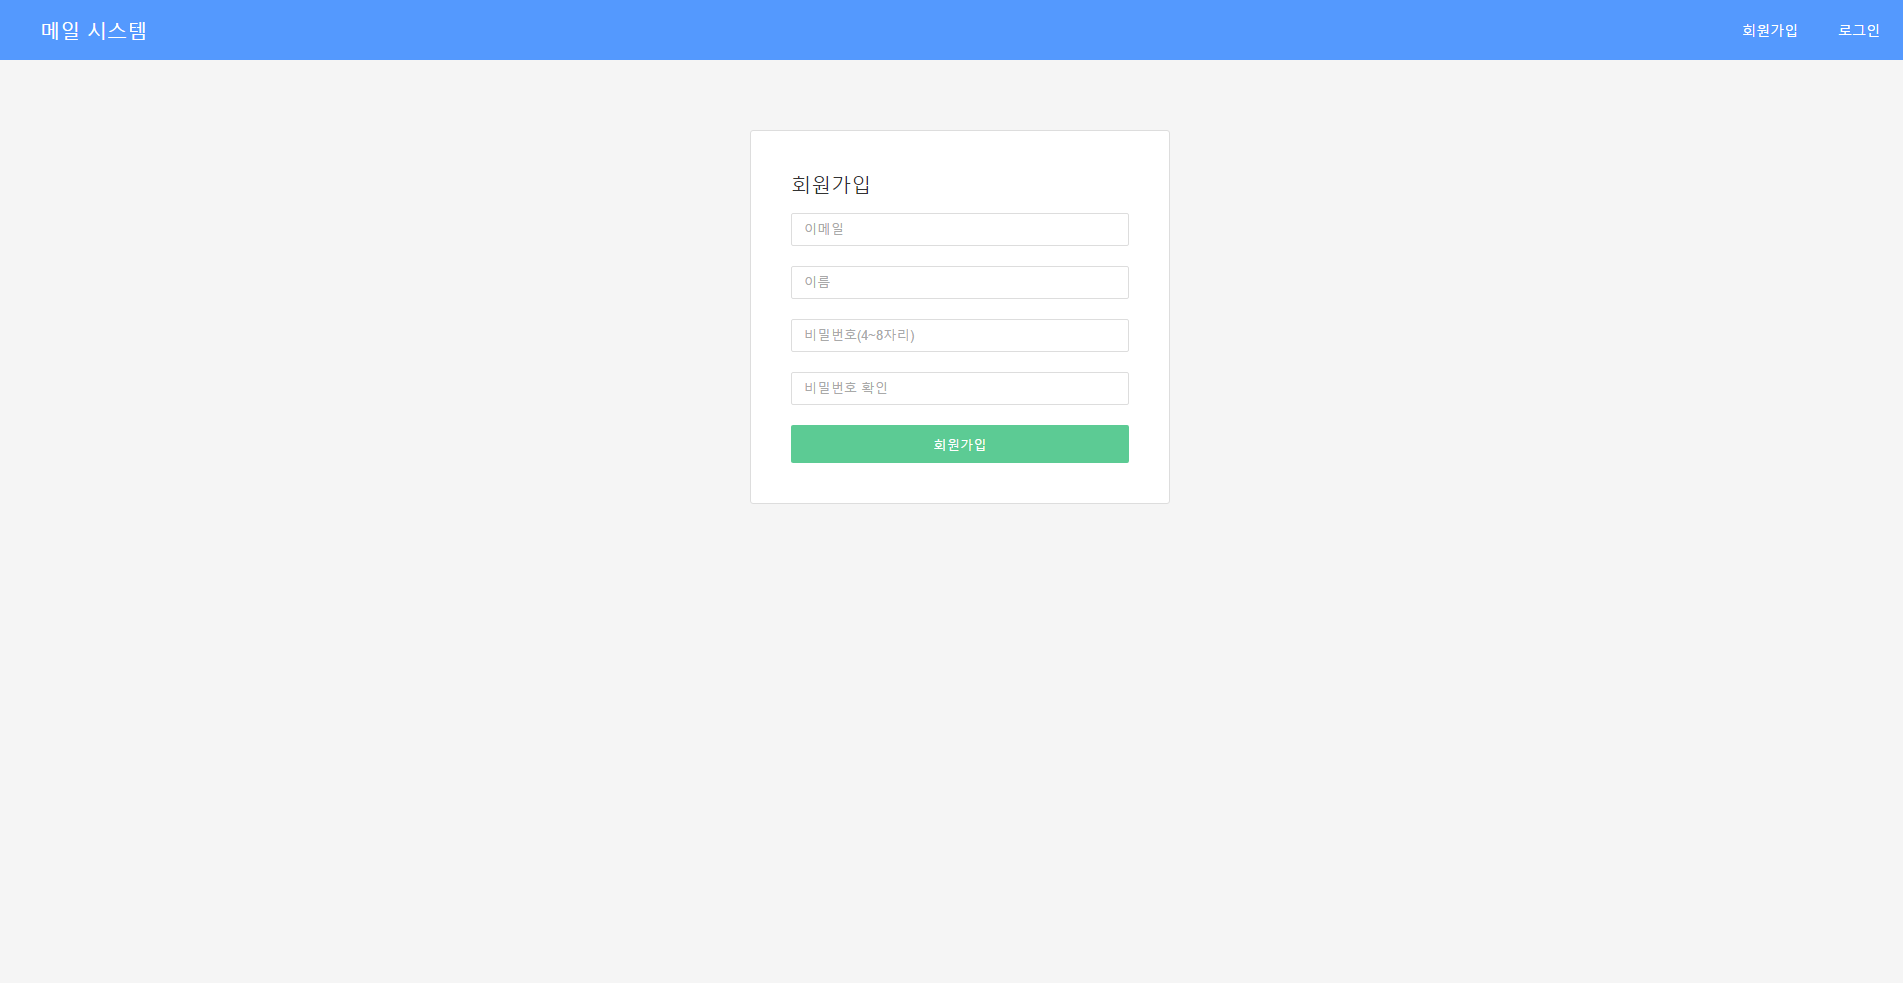 메일 시스템
회원가입
로그인
회원가입
이메일
이름
비밀번호(4~8자리)
비밀번호 확인
회원가입